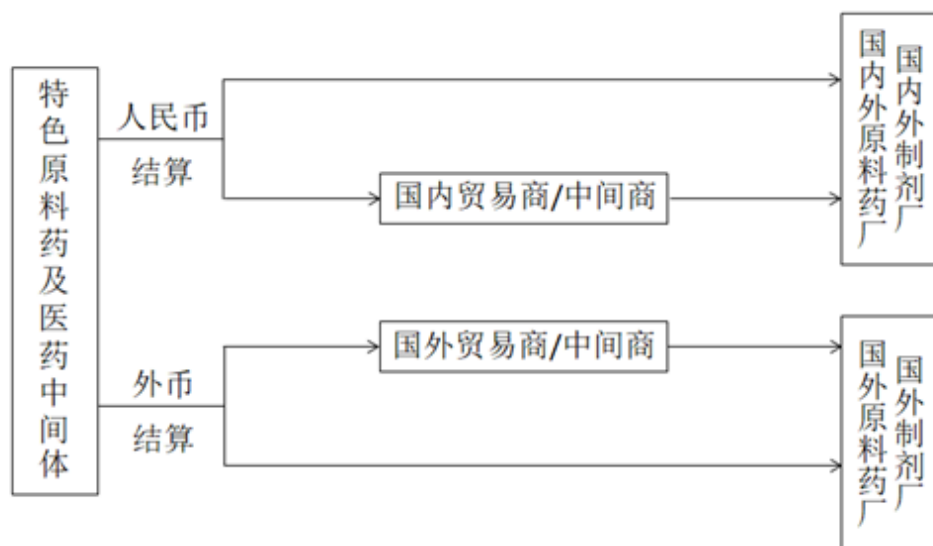 特色原料药及医药中间体
人民币
结算
国内贸易商/中间商
国内外原料药厂
国内外制剂厂
外币
结算
国外贸易商/中间商
国外原料药厂
国外制剂厂